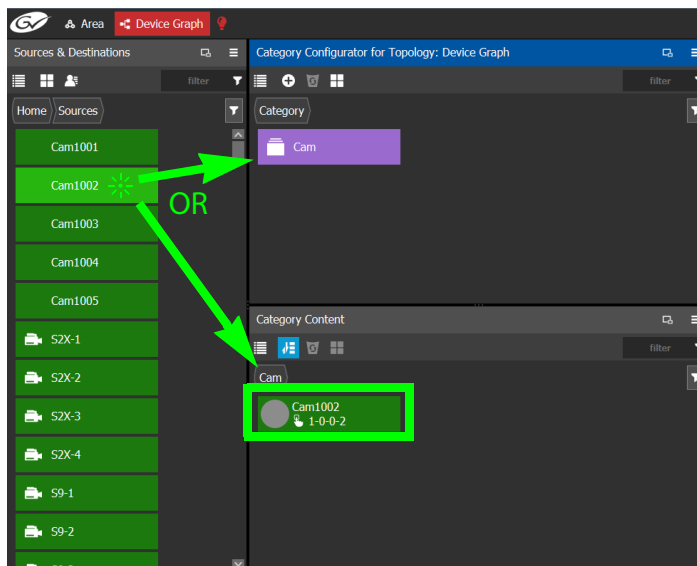 Area
Device Graph
Sources & Destinations
filter
Home
Sources
Cam1001
Cam1002
Cam1003
Cam1004
Cam1005
S2X-1
S2X-2
S2X-3
S2X-4
S9-1
S9-2
OR
Category Configurator for Topology: Device Graph
filter
Category
Cam
Category Content
filter
Cam
Cam1002
1-0-0-2